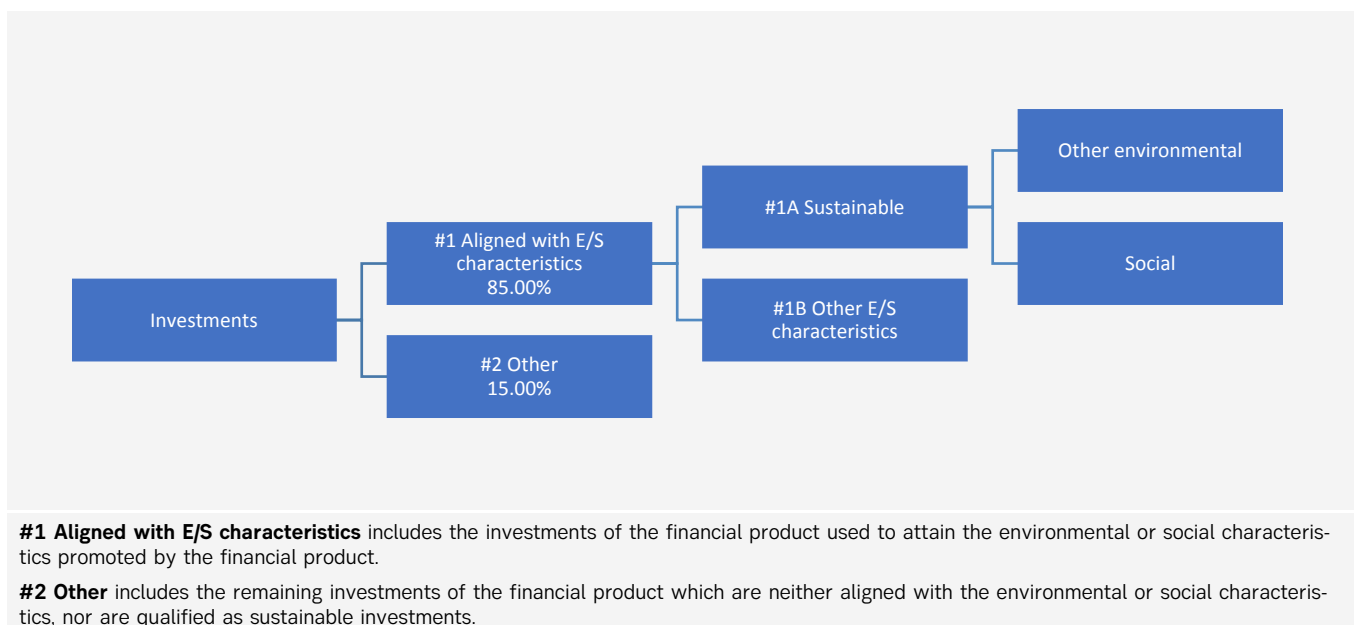 Investments
#1 Aligned with E/S
characteristics
85.00%
#2 Other
15.00%
#1A Sustainable
#1B Other E/S
characteristics
Other environmental
Social
#1 Aligned with E/S characteristics includes the investments of the financial product used to attain the environmental or social characteris-
tics promoted by the financial product.
#2 Other includes the remaining investments of the financial product which are neither aligned with the environmental or social characteris-
tics, nor are qualified as sustainable investments.